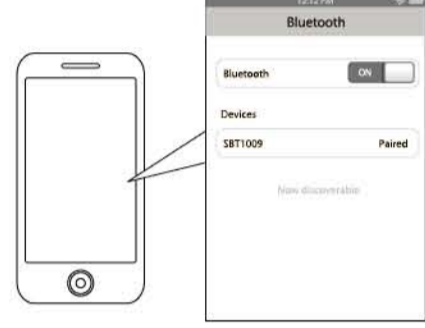 12:12 PM
Bluetooth
Bluetooth ON
Devices
SBT1009 Paired
Now discoverable